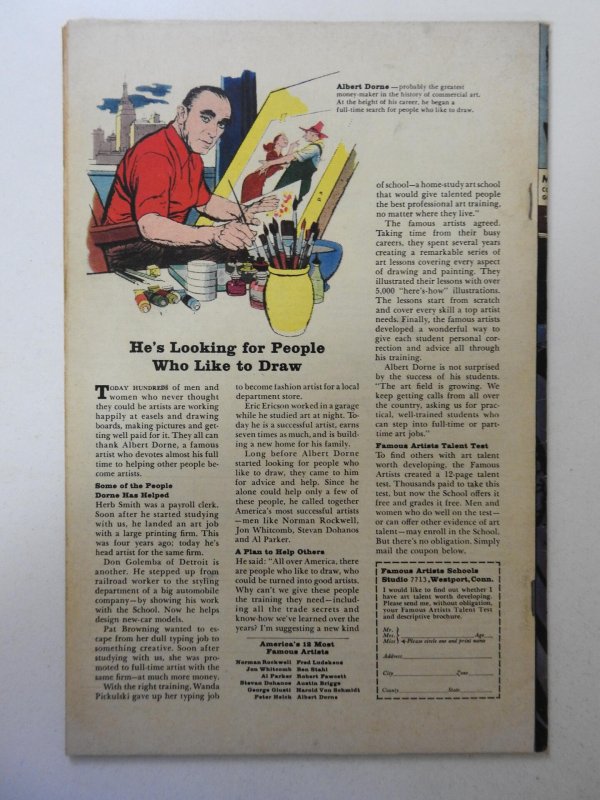 Albert Dorne —probably the greatest
money-maker in the history of commercial art.
At the height of his career, he began a
full-time search for people who like to draw.
He's Looking for People
Who Like to Draw
TODAY HUNDREDS of men and
women who never thought
they could be artists are working
happily at easels and drawing
boards, making pictures and get-
ting well paid for it. They all can
thank Albert Dorne, a famous
artist who devotes almost his full
time to helping other people be-
come artists.
Some of the People
Dorne Has Helped
Herb Smith was a payroll clerk.
Soon after he started studying
with us, he landed an art job
with a large printing firm. This
was four years ago; today he's
head artist for the same firm.
Don Golemba of Detroit is
another. He stepped up from
railroad worker to the styling
department of a big automobile
company—by showing his work
with the School. Now he helps
design new-car models.
Pat Browning wanted to es-
cape from her dull typing job to
something creative. Soon after
studying with us, she was pro-
moted to full-time artist with the
same firm—at much more money.
With the right training, Wanda
Pickulski gave up her typing job
to become fashion artist for a local
department store.
Eric Ericson worked in a garage
while he studied art at night. To-
day he is a successful artist, earns
seven times as much, and is build-
ing a new home for his family.
Long before Albert Dorne
started looking for people who
like to draw, they came to him
for advice and help. Since he
alone could help only a few of
these people, he called together
America's most successful artists
—men like Norman Rockwell,
Jon Whitcomb, Stevan Dohanos
and Al Parker.
A Plan to Help Others
He said: "All over America, there
are people who like to draw, who
could be turned into good artists.
Why can't we give these people
the training they need—includ-
ing all the trade secrets and
know-how we've learned over the
years? I'm suggesting a new kind
America's 12 Most
Famous Artists
Norman Rockwell Fred Ludekens
Jon Whitcomb Ben Stahl
Al Parker Robert Fawcett
Stevan Dohanos Austin Briggs
George Giusti Harold Von Schmidt
Peter Helck Albert Dorne
of school—a home-study art school
that would give talented people
the best professional art training,
no matter where they live."
The famous artists agreed.
Taking time from their busy
careers, they spent several years
creating a remarkable series of
art lessons covering every aspect
of drawing and painting. They
illustrated their lessons with over
5,000 "here's-how" illustrations.
The lessons start from scratch
and cover every skill a top artist
needs. Finally, the famous artists
developed a wonderful way to
give each student personal cor-
rection and advice all through
his training.
Albert Dorne is not surprised
by the success of his students.
"The art field is growing. We
keep getting calls from all over
the country, asking us for prac-
tical, well-trained students who
can step into full-time or part-
time art jobs."
Famous Artists Talent Test
To find others with art talent
worth developing, the Famous
Artists created a 12-page talent
test. Thousands paid to take this
test, but now the School offers it
free and grades it free. Men and
women who do well on the test—
or can offer other evidence of art
talent—may enroll in the School.
But there's no obligation. Simply
mail the coupon below.
Famous Artists Schools
Studio 7713, Westport, Conn.
I would like to find out whether I
have art talent worth developing.
Please send me, without obligation,
your Famous Artists Talent Test
and descriptive brochure.
Mr.
Mrs. Age
Miss Please circle one and print name
Address
City Zone
County State